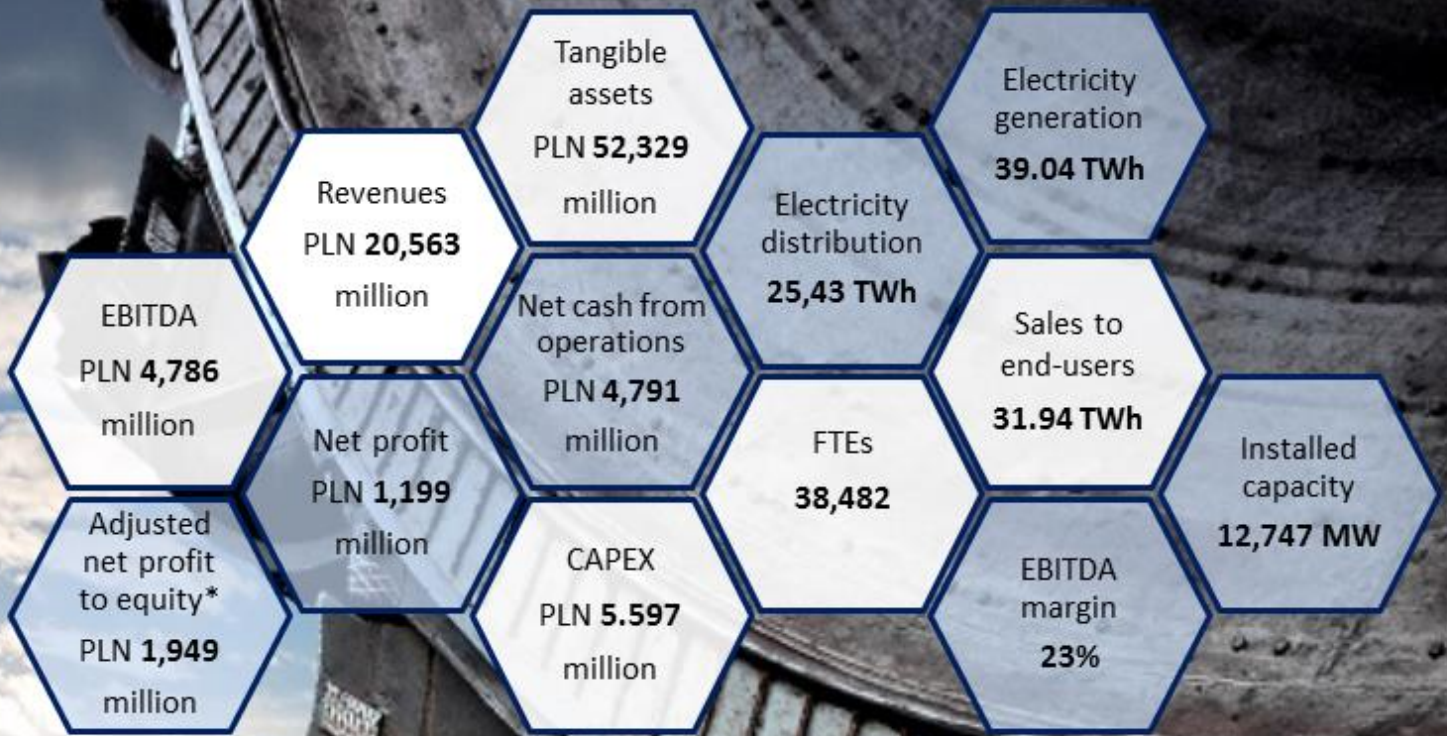 Tangible
assets
PLN 52,329
million
Electricity
generation
39.04 TWh
Revenues
PLN 20,563
million
Electricity
distribution
25,43 TWh
EBITDA
PLN 4,786
million
Net cash from
operations
PLN 4,791
million
Sales to
end-users
31.94 TWh
Net profit
PLN 1,199
million
FTEs
38,482
Installed
capacity
12,747 MW
Adjusted
net profit
to equity*
PLN 1,949
million
CAPEX
PLN 5.597
million
EBITDA
margin
23%